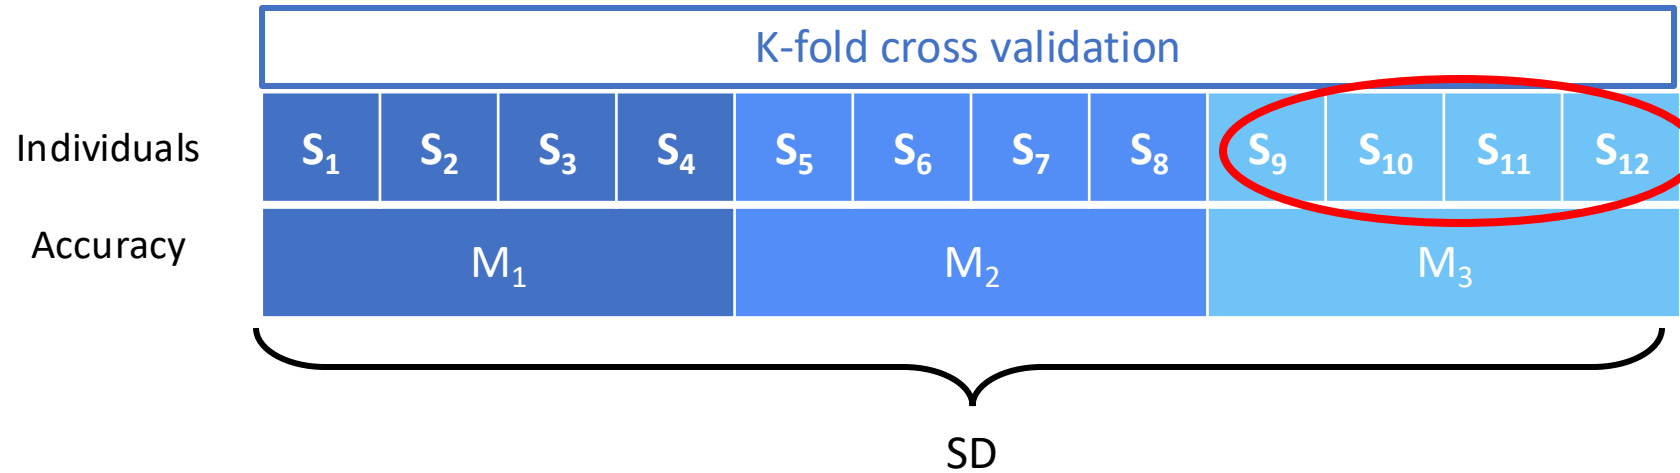 K-fold cross validation
Individuals S₁ S₂ S₃ S₄ S₅ S₆ S₇ S₈ S₉ S₁₀ S₁₁ S₁₂
Accuracy M₁ M₂ M₃
SD